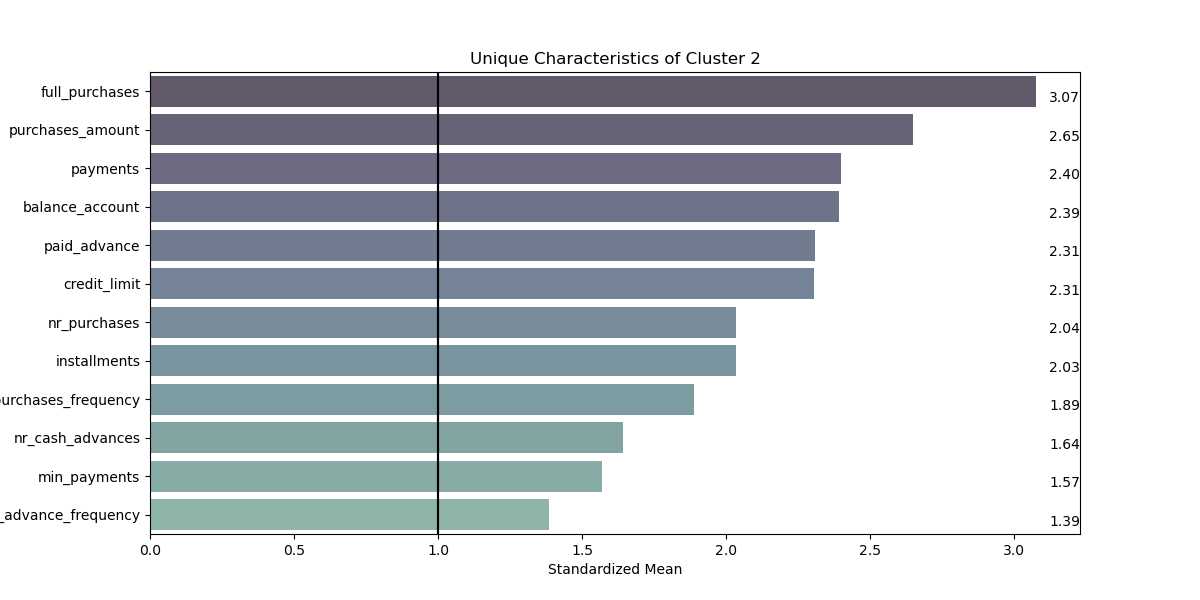 Unique Characteristics of Cluster 2
full_purchases 3.07
purchases_amount 2.65
payments 2.40
balance_account 2.39
paid_advance 2.31
credit_limit 2.31
nr_purchases 2.04
installments 2.03
urchases_frequency 1.89
nr_cash_advances 1.64
min_payments 1.57
_advance_frequency 1.39
0.0 0.5 1.0 1.5 2.0 2.5 3.0
Standardized Mean